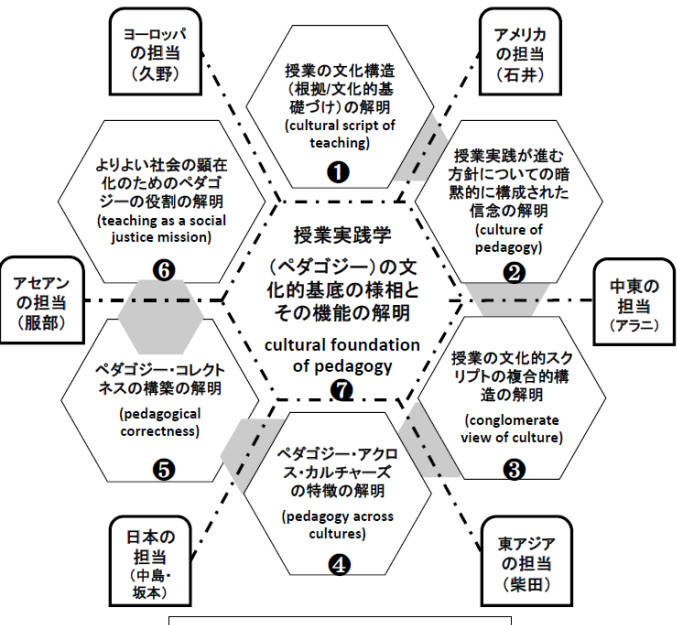 ヨーロッパ
の担当
(久野)
アメリカ
の担当
(石井)
授業の文化構造
(根拠/文化的基
礎づけ)の解明
(cultural script of
teaching)
❶
よりよい社会の顕在
化のためのペダゴ
ジーの役割の解明
(teaching as a social
justice mission)
❻
授業実践が進む
方針についての暗
黙的に構成された
信念の解明
(culture of
pedagogy)
❷
授業実践学
(ペダゴジー)の文
化的基底の様相と
その機能の解明
cultural foundation
of pedagogy
❼
アセアン
の担当
(服部)
中東の
担当
(アラニ)
ペダゴジー・コレクト
ネスの構築の解明
(pedagogical
correctness)
❺
授業の文化的スク
リプトの複合的構
造の解明
(conglomerate
view of culture)
❸
ペダゴジー・アクロ
ス・カルチャーズ
の特徴の解明
(pedagogy across
cultures)
❹
日本の
担当
(中島・
坂本)
東アジア
の担当
(柴田)